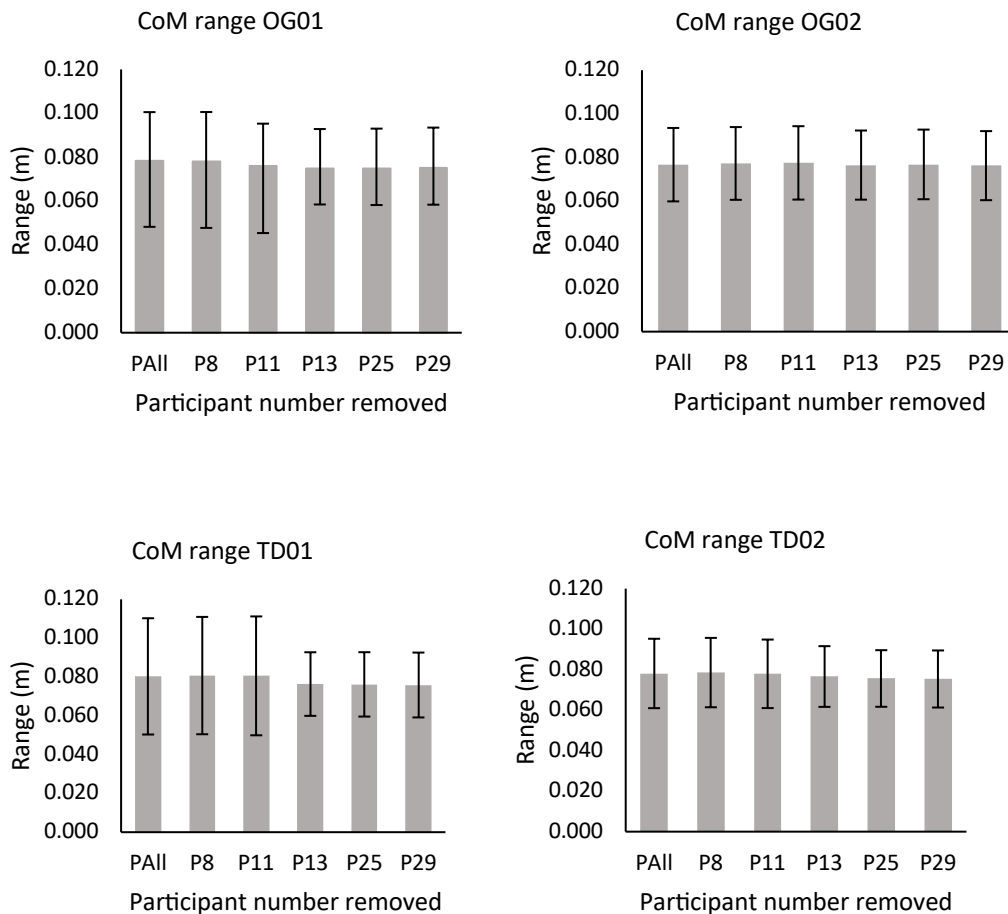 CoM range OG01
Range (m)
0.120
0.100
0.080
0.060
0.040
0.020
0.000
PAll P8 P11 P13 P25 P29
Participant number removed
CoM range OG02
Range (m)
0.120
0.100
0.080
0.060
0.040
0.020
0.000
PAll P8 P11 P13 P25 P29
Participant number removed
CoM range TD01
Range (m)
0.120
0.100
0.080
0.060
0.040
0.020
0.000
PAll P8 P11 P13 P25 P29
Participant number removed
CoM range TD02
Range (m)
0.120
0.100
0.080
0.060
0.040
0.020
0.000
PAll P8 P11 P13 P25 P29
Participant number removed